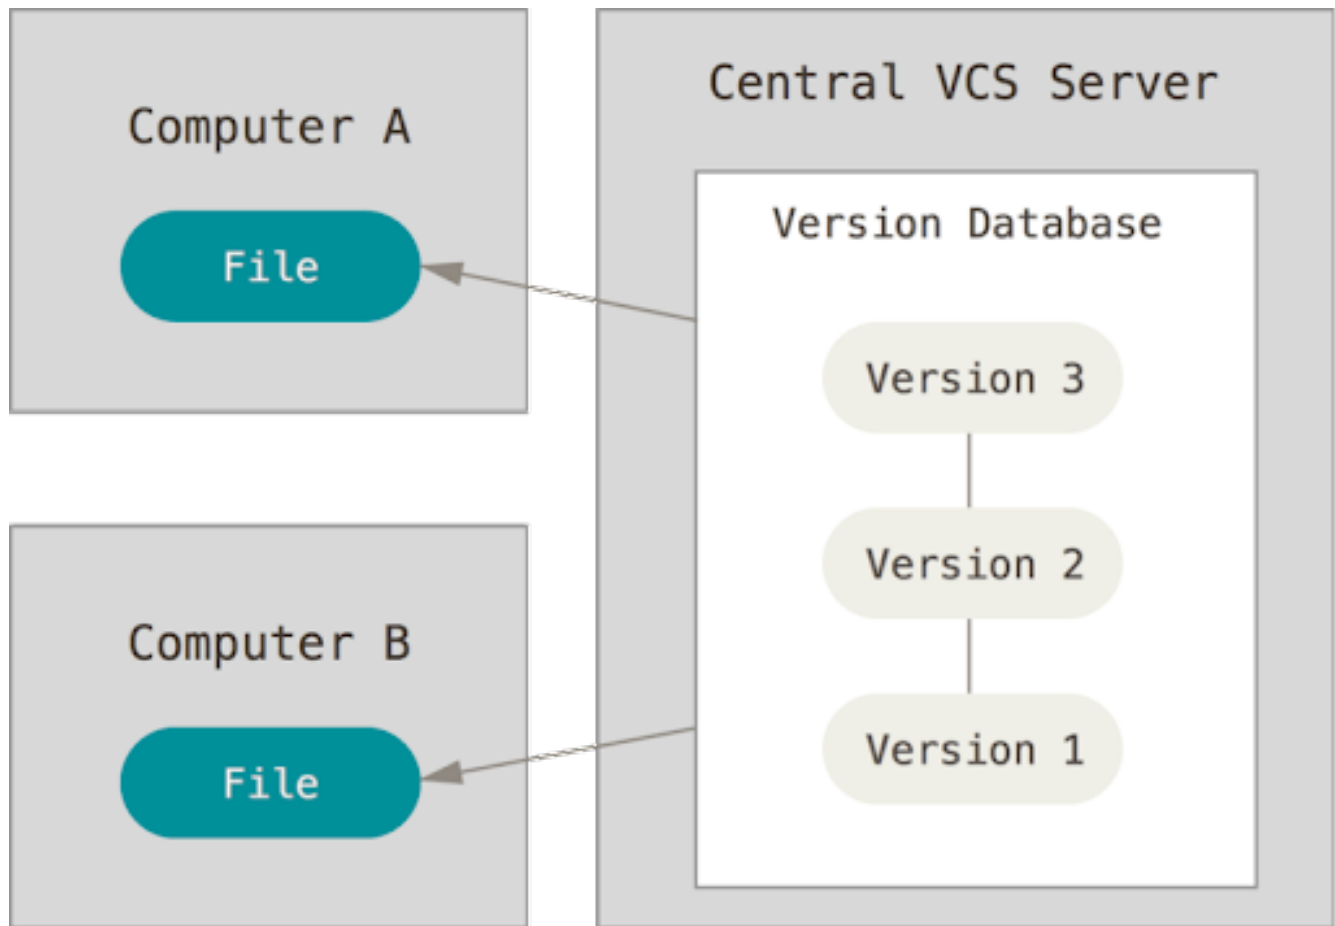 Computer A
File
Computer B
File
Central VCS Server
Version Database
Version 3
Version 2
Version 1